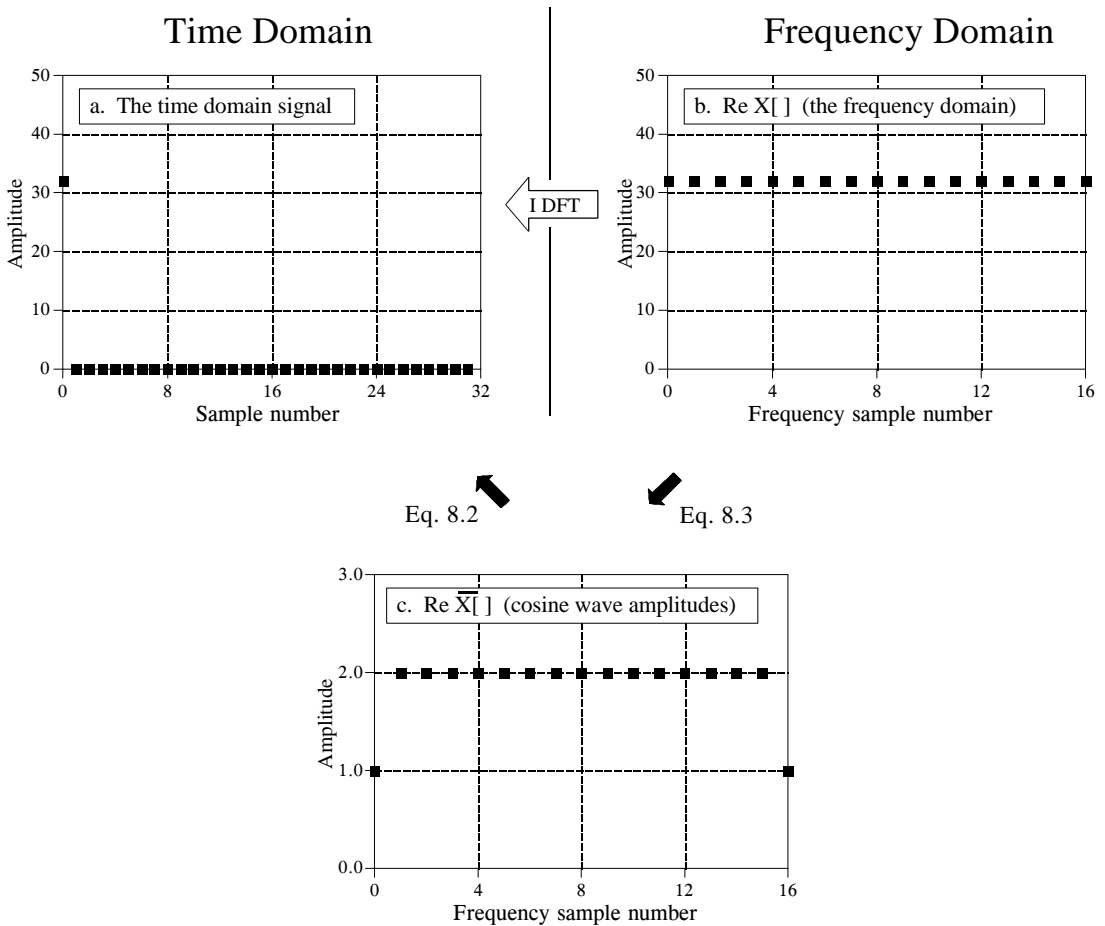 Time Domain
Frequency Domain
a. The time domain signal
50
40
30
20
10
0
0 8 16 24 32
Amplitude
Sample number
I DFT
b. Re X[ ] (the frequency domain)
50
40
30
20
10
0
0 4 8 12 16
Amplitude
Frequency sample number
Eq. 8.2
Eq. 8.3
c. Re X̅[ ] (cosine wave amplitudes)
3.0
2.0
1.0
0.0
0 4 8 12 16
Amplitude
Frequency sample number